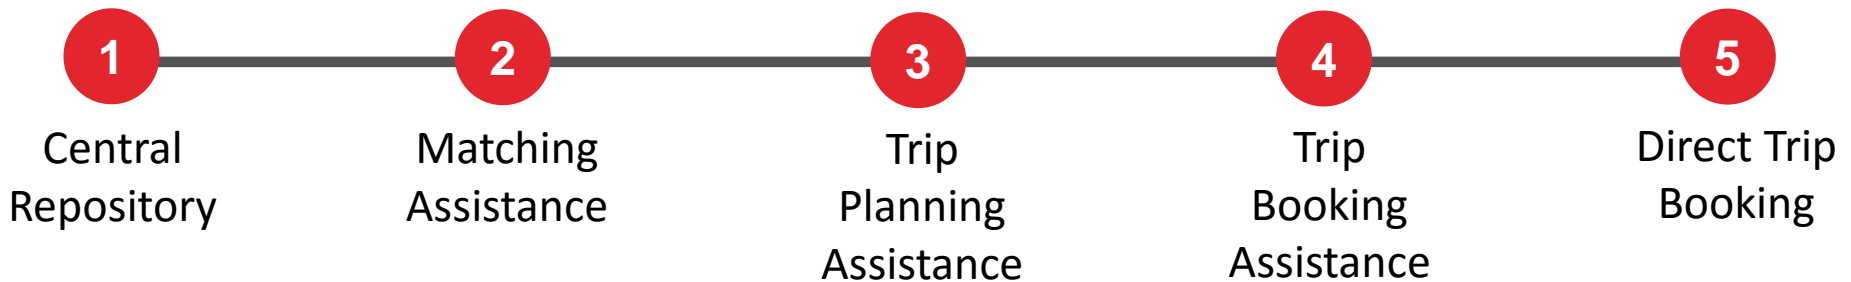 1
Central
Repository
2
Matching
Assistance
3
Trip
Planning
Assistance
4
Trip
Booking
Assistance
5
Direct Trip
Booking